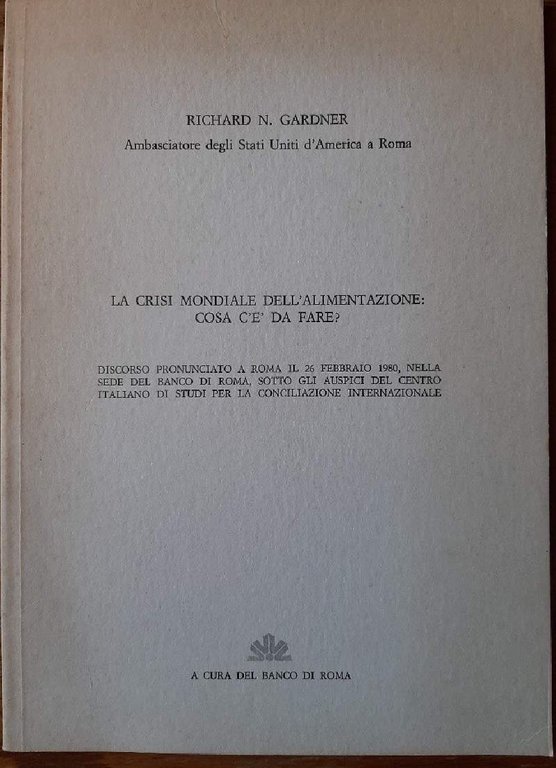 RICHARD N. GARDNER
Ambasciatore degli Stati Uniti d'America a Roma
LA CRISI MONDIALE DELL'ALIMENTAZIONE:
COSA C'E' DA FARE?
DISCORSO PRONUNCIATO A ROMA IL 26 FEBBRAIO 1980, NELLA
SEDE DEL BANCO DI ROMA, SOTTO GLI AUSPICI DEL CENTRO
ITALIANO DI STUDI PER LA CONCILIAZIONE INTERNAZIONALE
A CURA DEL BANCO DI ROMA